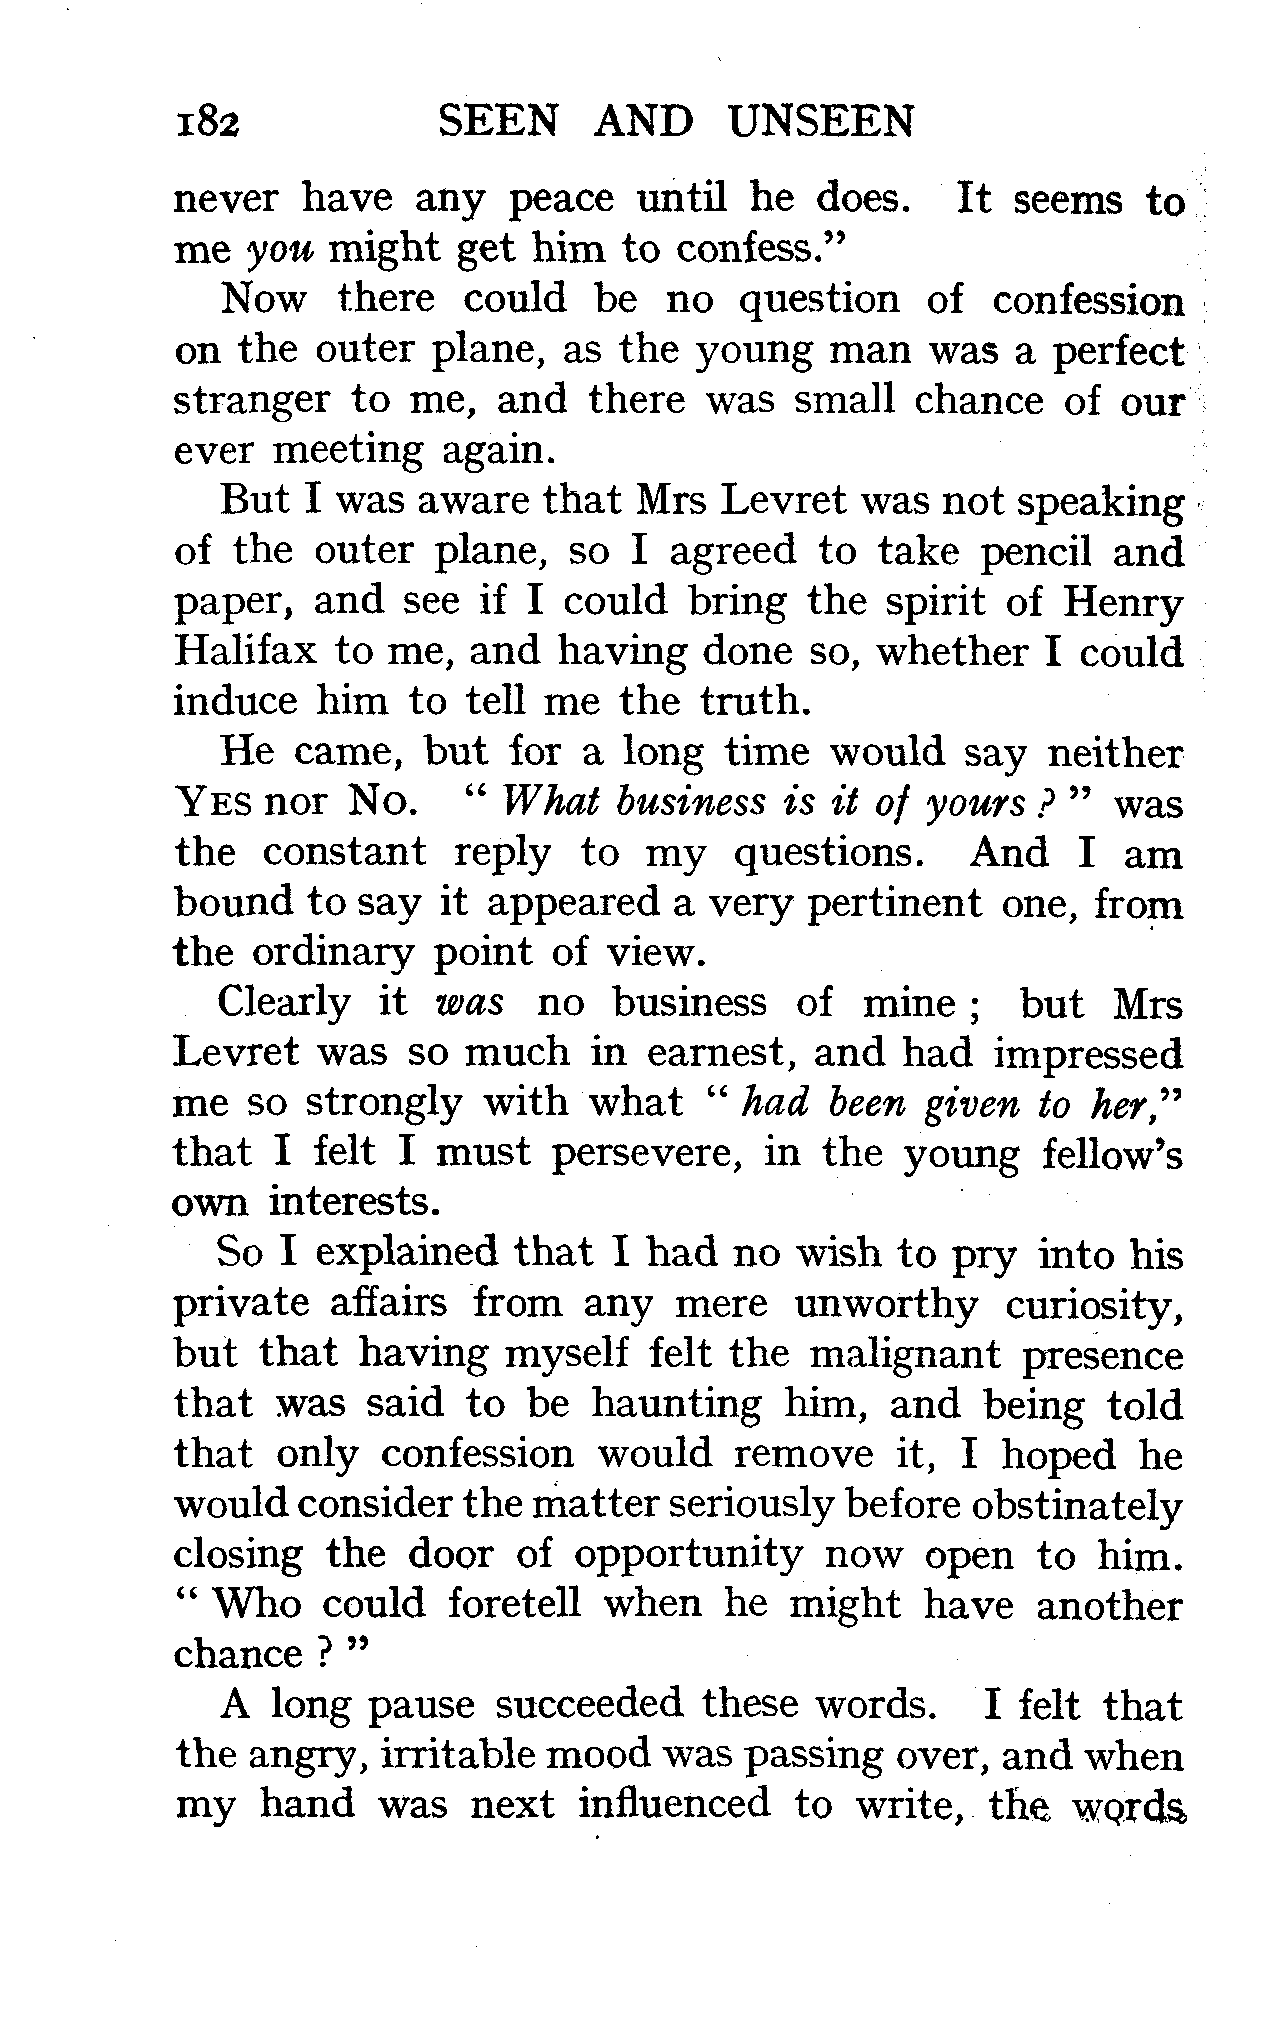 182 SEEN AND UNSEEN
never have any peace until he does. It seems to
me you might get him to confess.”
Now there could be no question of confession
on the outer plane, as the young man was a perfect
stranger to me, and there was small chance of our
ever meeting again.
But I was aware that Mrs Levret was not speaking
of the outer plane, so I agreed to take pencil and
paper, and see if I could bring the spirit of Henry
Halifax to me, and having done so, whether I could
induce him to tell me the truth.
He came, but for a long time would say neither
YES nor NO. “ What business is it of yours ? ” was
the constant reply to my questions. And I am
bound to say it appeared a very pertinent one, from
the ordinary point of view.
Clearly it was no business of mine ; but Mrs
Levret was so much in earnest, and had impressed
me so strongly with what “ had been given to her,”
that I felt I must persevere, in the young fellow’s
own interests.
So I explained that I had no wish to pry into his
private affairs from any mere unworthy curiosity,
but that having myself felt the malignant presence
that was said to be haunting him, and being told
that only confession would remove it, I hoped he
would consider the matter seriously before obstinately
closing the door of opportunity now open to him.
“ Who could foretell when he might have another
chance ? ”
A long pause succeeded these words. I felt that
the angry, irritable mood was passing over, and when
my hand was next influenced to write, the words